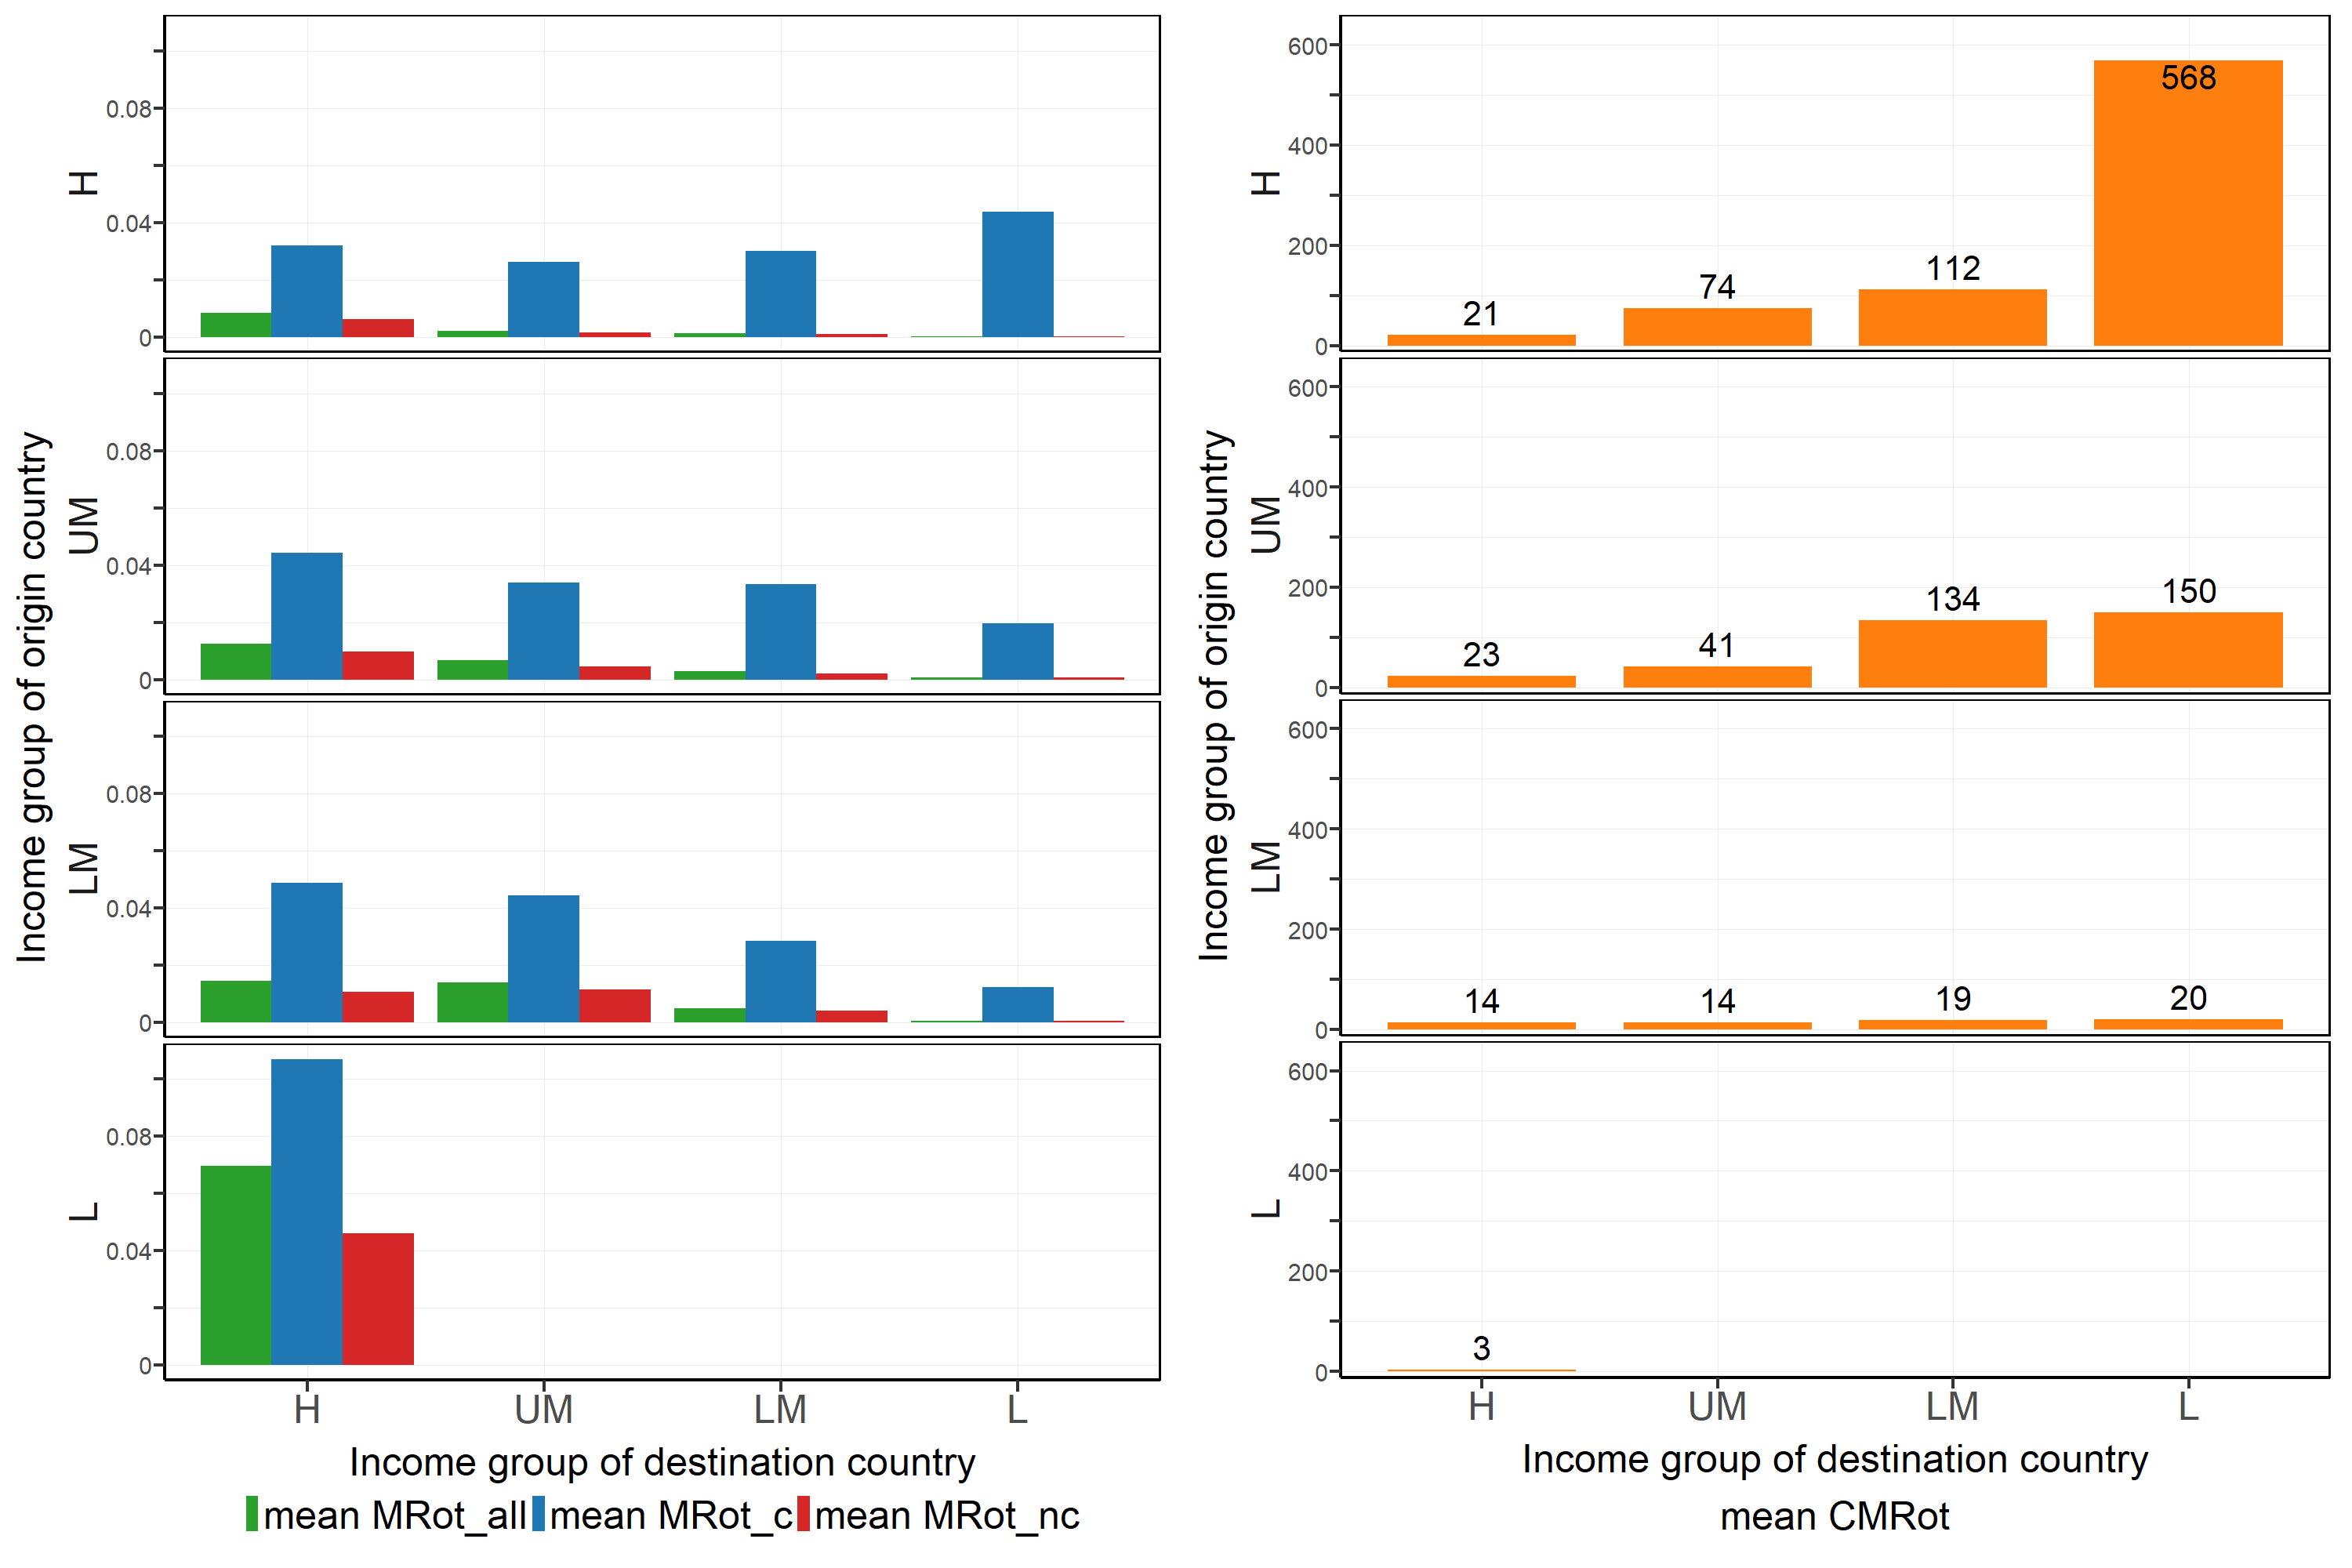 Income group of origin country
H
0.08
0.04
0
UM
0.08
0.04
0
LM
0.08
0.04
0
L
0.08
0.04
0
H UM LM L
Income group of destination country
mean MRot_all mean MRot_c mean MRot_nc
Income group of origin country
H
600
400
200
0
21 74 112 568
UM
600
400
200
0
23 41 134 150
LM
600
400
200
0
14 14 19 20
L
600
400
200
0
3
H UM LM L
Income group of destination country
mean CMRot